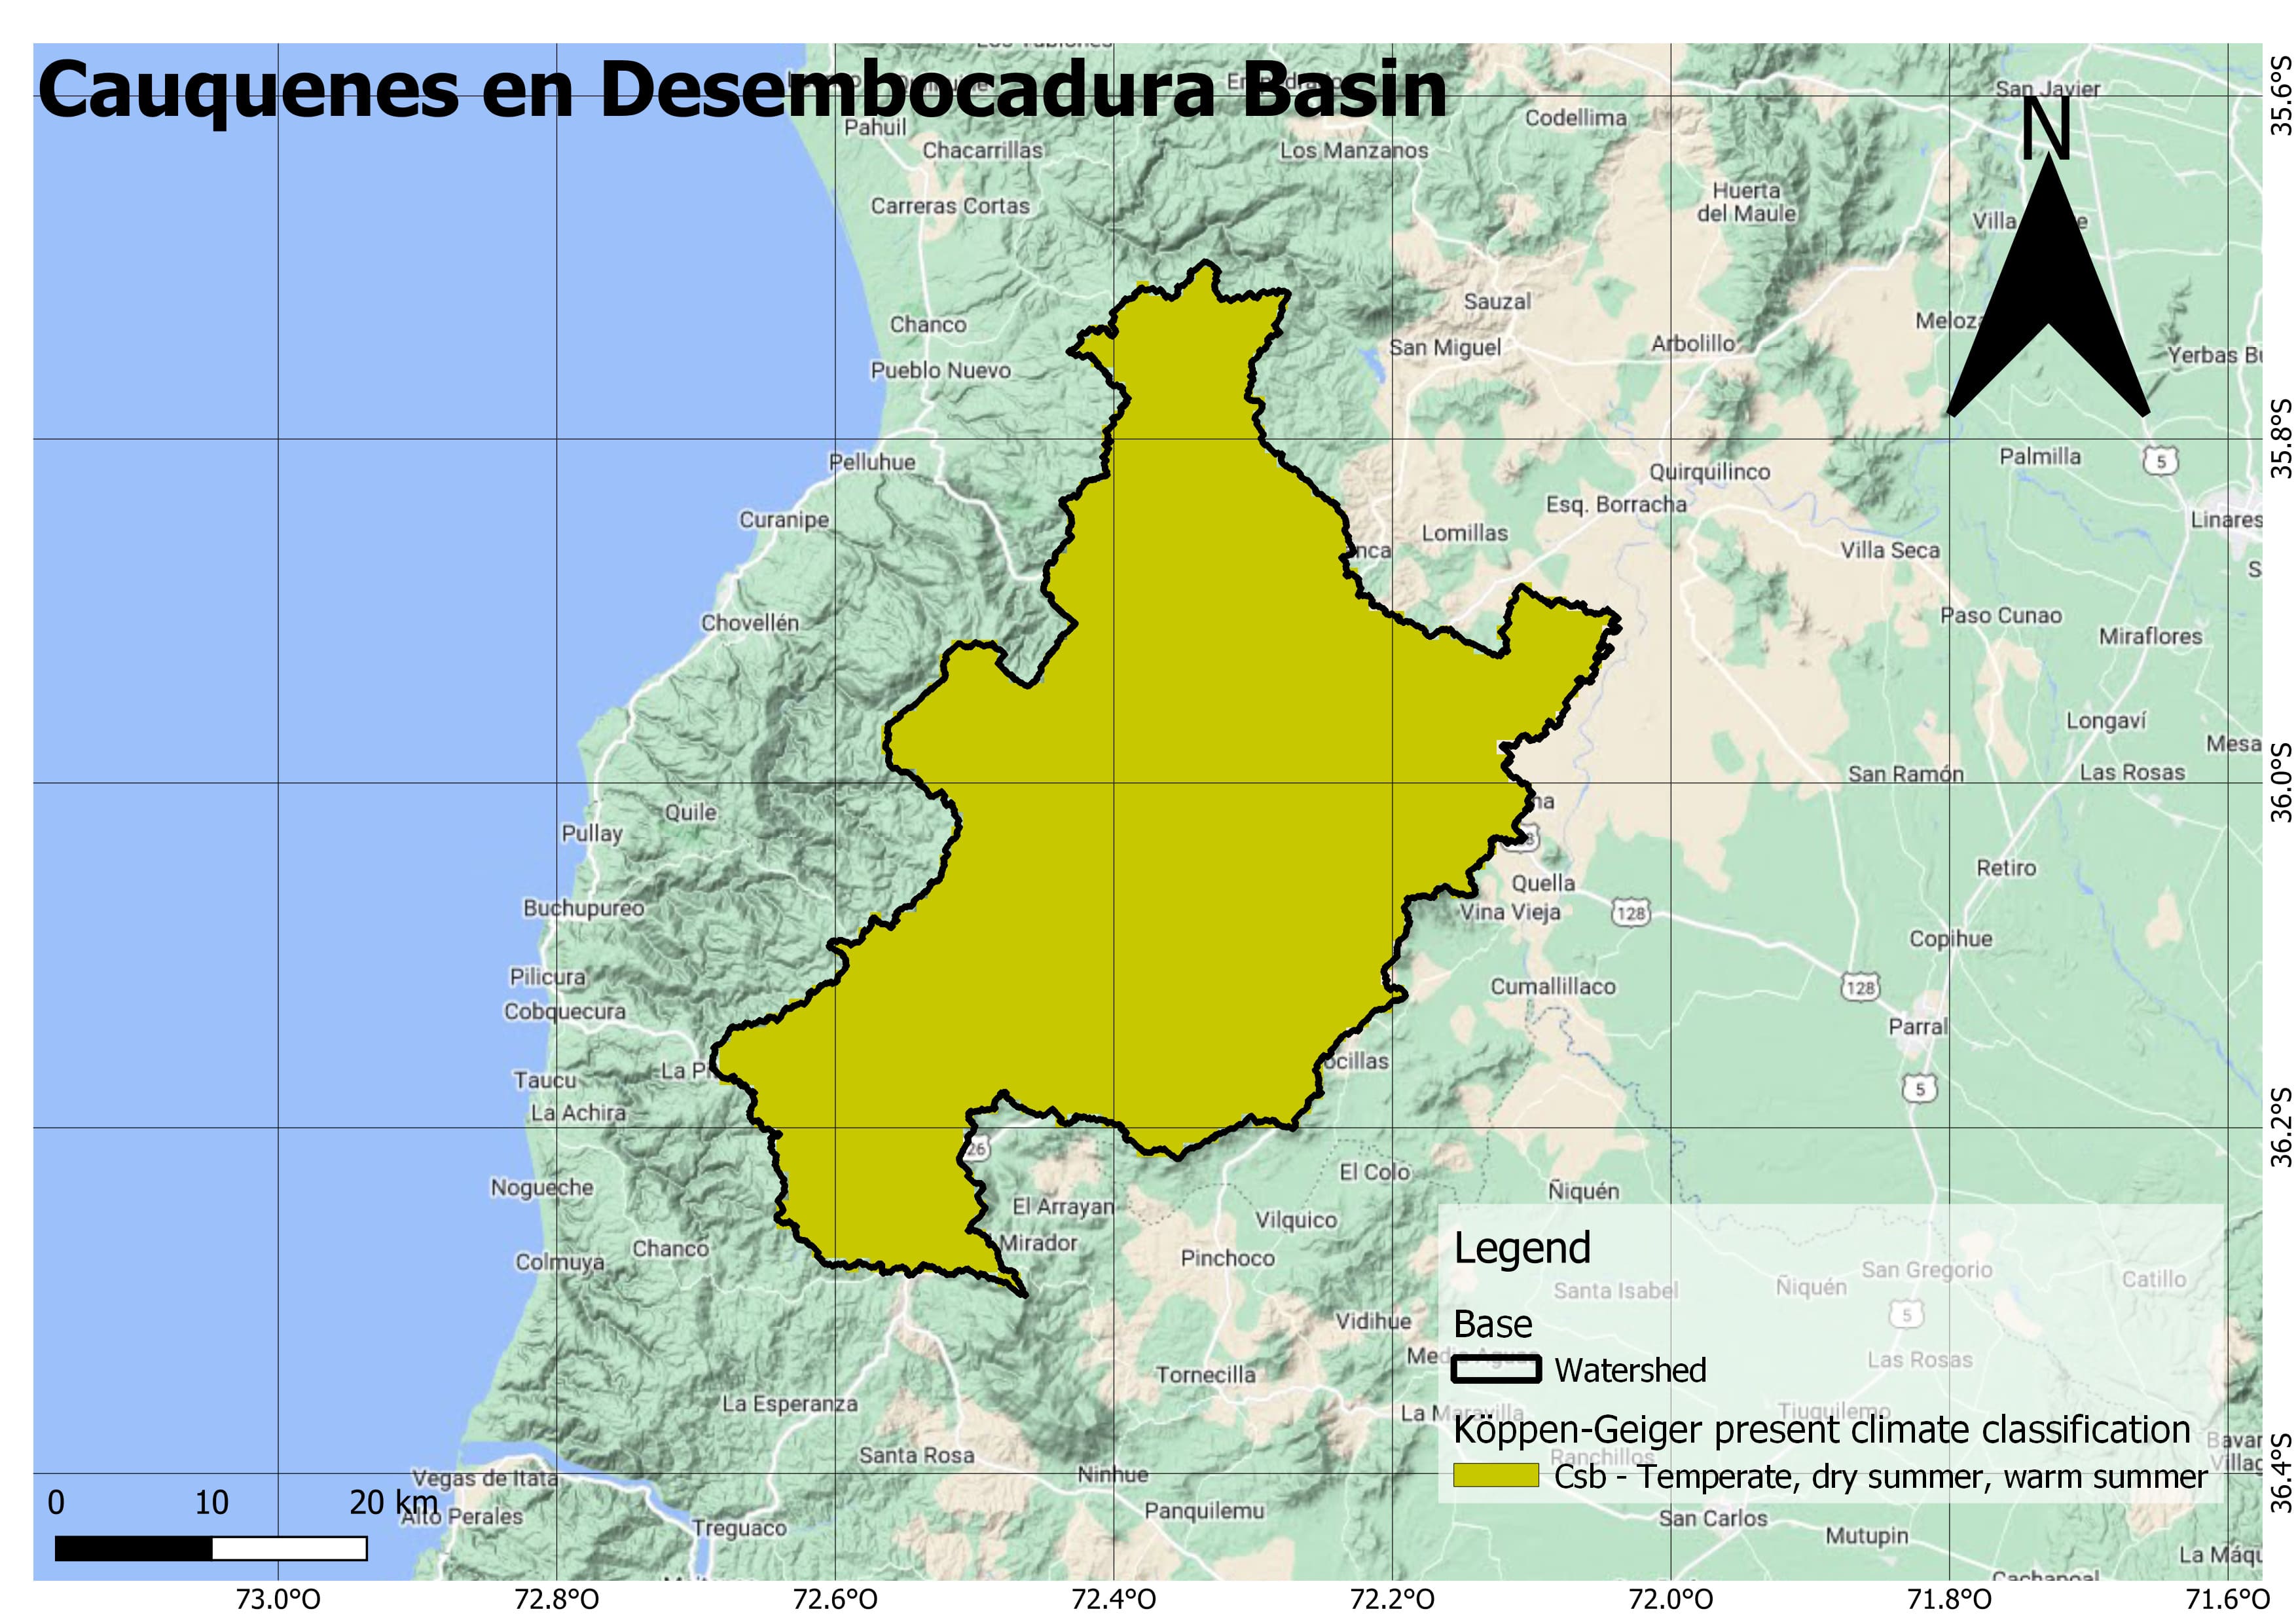 Cauquenes en Desembocadura Basin
35.6°S
San Javier
N
Codellima
Pahuil
Chacarrillas
Los Manzanos
Huerta
del Maule
Carreras Cortas
Villa
Sauzal
Chanco
San Miguel
Arbolillo
Pueblo Nuevo
35.8°S
Pelluhue
Quirquilinco
Palmilla
5
Esq. Borracha
Curanipe
Linares
Lomillas
Villa Seca
Chovellén
Paso Cunao
Miraflores
Longaví
Mesa
36.0°S
San Ramón
Las Rosas
Quile
Pullay
Retiro
Quella
Buchupureo
Vina Vieja
128
Copihue
Pilicura
Cumallillaco
128
Cobquecura
Parral
La P
ocillas
Taucu
5
La Achira
36.2°S
26
El Colo
Nogueche
Ñiquén
El Arrayan
Vilquico
Mirador
Chanco
Pinchoco
Colmuya
Legend
San Gregorio
Catillo
Santa Isabel
Ñiquén
5
Vidihue
Base
Las Rosas
Watershed
Tornecilla
La Esperanza
La Maravilla
Tiuquilemo
Köppen-Geiger present climate classification
Ranchillos
Santa Rosa
Csb - Temperate, dry summer, warm summer
36.4°S
Ninhue
Vegas de Itata
0 10 20 km
Alto Perales
Panquilemu
San Carlos
Treguaco
Mutupin
73.0°O 72.8°O 72.6°O 72.4°O 72.2°O 72.0°O 71.8°O 71.6°O